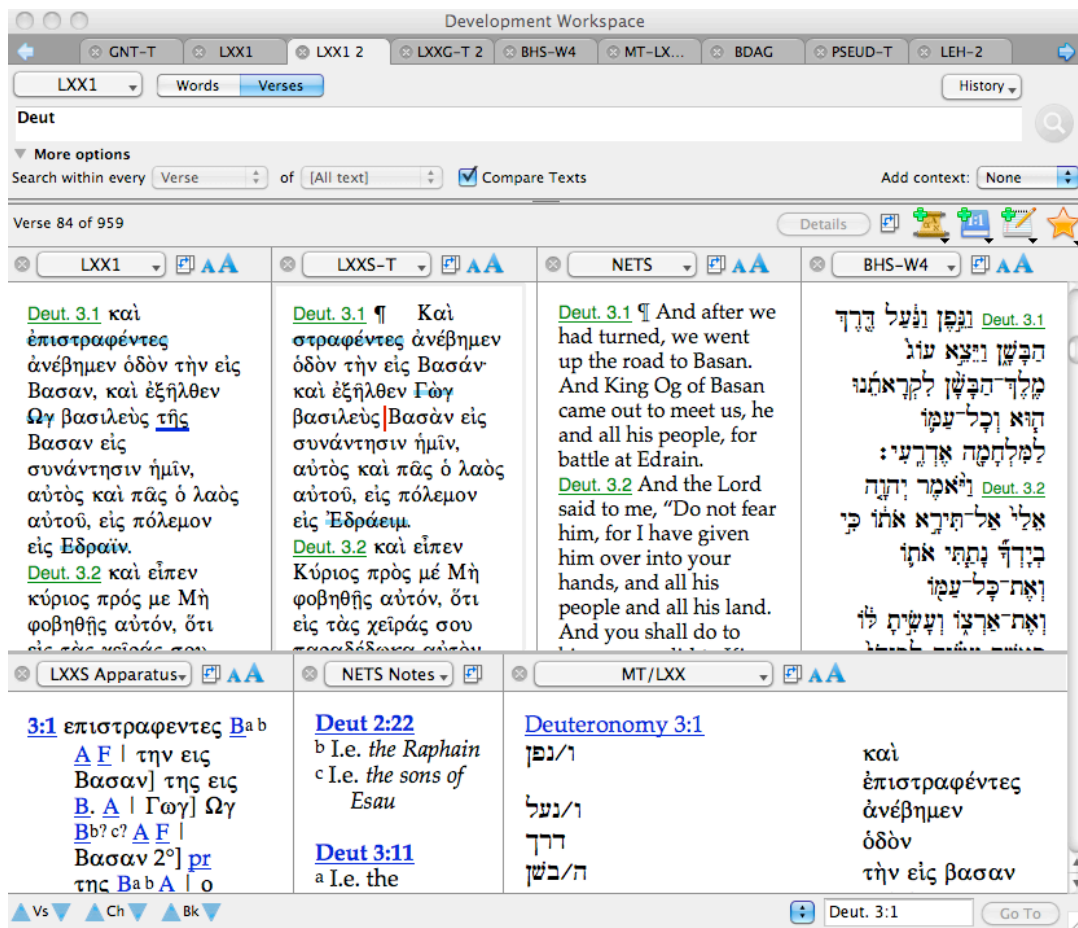 Development Workspace
GNT-T
LXX1
LXX1 2
LXXG-T 2
BHS-W4
MT-LX...
BDAG
PSEUD-T
LEH-2
LXX1
Words
Verses
History
Deut
More options
Search within every Verse of [All text] Compare Texts Add context: None
Verse 84 of 959
Details
LXX1
Deut. 3.1 καὶ
ἐπιστραφέντες
ἀνέβημεν ὁδὸν τὴν εἰς
Βασαν, καὶ ἐξῆλθεν
Ωγ βασιλεὺς τῆς
Βασαν εἰς
συνάντησιν ἡμῖν,
αὐτὸς καὶ πᾶς ὁ λαὸς
αὐτοῦ, εἰς πόλεμον
εἰς Εδραϊν.
Deut. 3.2 καὶ εἶπεν
κύριος πρός με Μὴ
φοβηθῇς αὐτόν, ὅτι
εἰς τὰς χεῖράς σου
LXXS-T
Deut. 3.1 ¶ Καὶ
στραφέντες ἀνέβημεν
ὁδὸν τὴν εἰς Βασάν·
καὶ ἐξῆλθεν Γὼγ
βασιλεὺς Βασὰν εἰς
συνάντησιν ἡμῖν,
αὐτὸς καὶ πᾶς ὁ λαὸς
αὐτοῦ, εἰς πόλεμον
εἰς Ἐδράειμ.
Deut. 3.2 καὶ εἶπεν
Κύριος πρὸς μέ Μὴ
φοβηθῇς αὐτόν, ὅτι
εἰς τὰς χεῖράς σου
παραδέδωκα αὐτὸν
NETS
Deut. 3.1 ¶ And after we
had turned, we went
up the road to Basan.
And King Og of Basan
came out to meet us, he
and all his people, for
battle at Edrain.
Deut. 3.2 And the Lord
said to me, “Do not fear
him, for I have given
him over into your
hands, and all his
people and all his land.
And you shall do to
BHS-W4
Deut. 3.1 וַנֵּ֣פֶן וַנַּ֔עַל דֶּ֖רֶךְ
הַבָּשָׁ֑ן וַיֵּצֵ֣א עוֹג֩
מֶֽלֶךְ־הַבָּשָׁ֨ן לִקְרָאתֵ֜נוּ
ה֧וּא וְכָל־עַמּ֛וֹ
לַמִּלְחָמָ֖ה אֶדְרֶֽעִי׃
Deut. 3.2 וַיֹּ֨אמֶר יְהוָ֤ה
אֵלַי֙ אַל־תִּירָ֣א אֹת֔וֹ כִּ֣י
בְיָדְךָ֞ נָתַ֧תִּי אֹת֛וֹ
וְאֶת־כָּל־עַמּ֖וֹ
וְאֶת־אַרְצ֑וֹ וְעָשִׂ֣יתָ לּ֔וֹ
LXXS Apparatus
3:1 επιστραφεντες Ba b
A F | την εις
Βασαν] της εις
B. A | Γωγ] Ωγ
Bb? c? A F |
Βασαν 2°] pr
της Ba b A | ο
NETS Notes
Deut 2:22
b I.e. the Raphain
c I.e. the sons of
Esau
Deut 3:11
a I.e. the
MT/LXX
Deuteronomy 3:1
ו/נפן καὶ
ἐπιστραφέντες
ו/נעל ἀνέβημεν
דרך ὁδὸν
ה/בשׁן τὴν εἰς βασαν
Vs Ch Bk Deut. 3:1 Go To